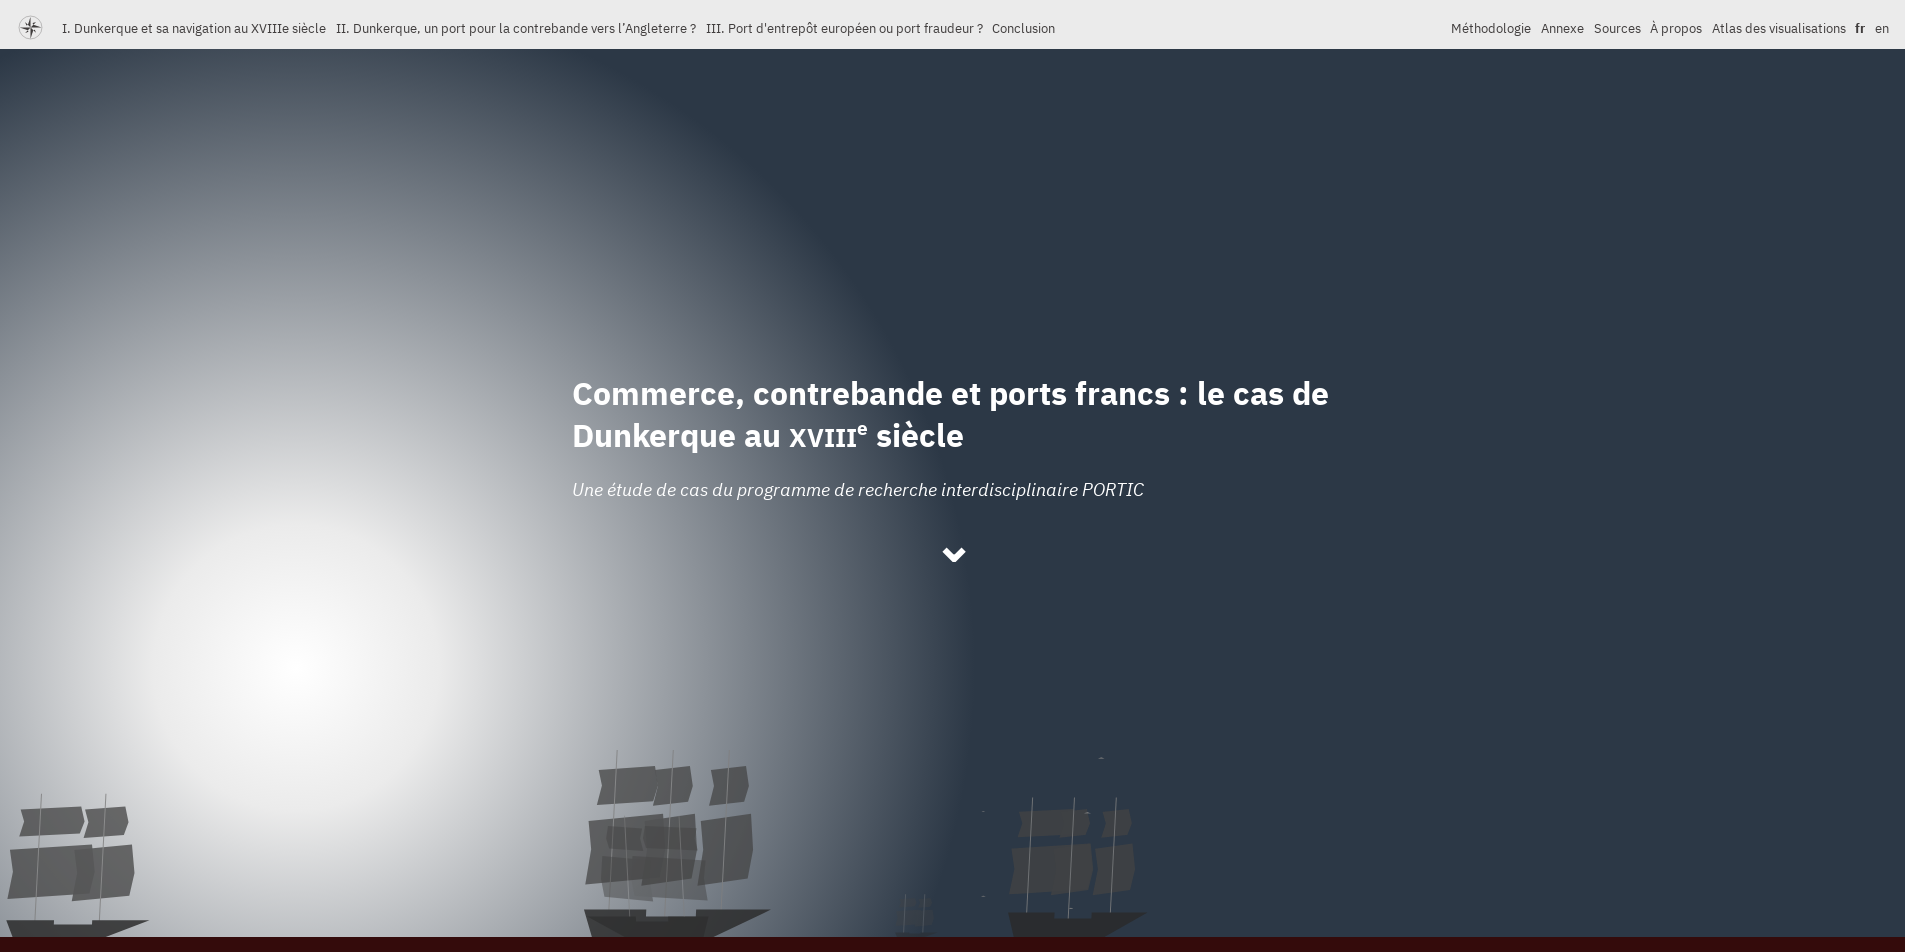 I. Dunkerque et sa navigation au XVIIIe siècle II. Dunkerque, un port pour la contrebande vers l’Angleterre ? III. Port d'entrepôt européen ou port fraudeur ? Conclusion Méthodologie Annexe Sources À propos Atlas des visualisations fr en
Commerce, contrebande et ports francs : le cas de
Dunkerque au XVIIIe siècle
Une étude de cas du programme de recherche interdisciplinaire PORTIC